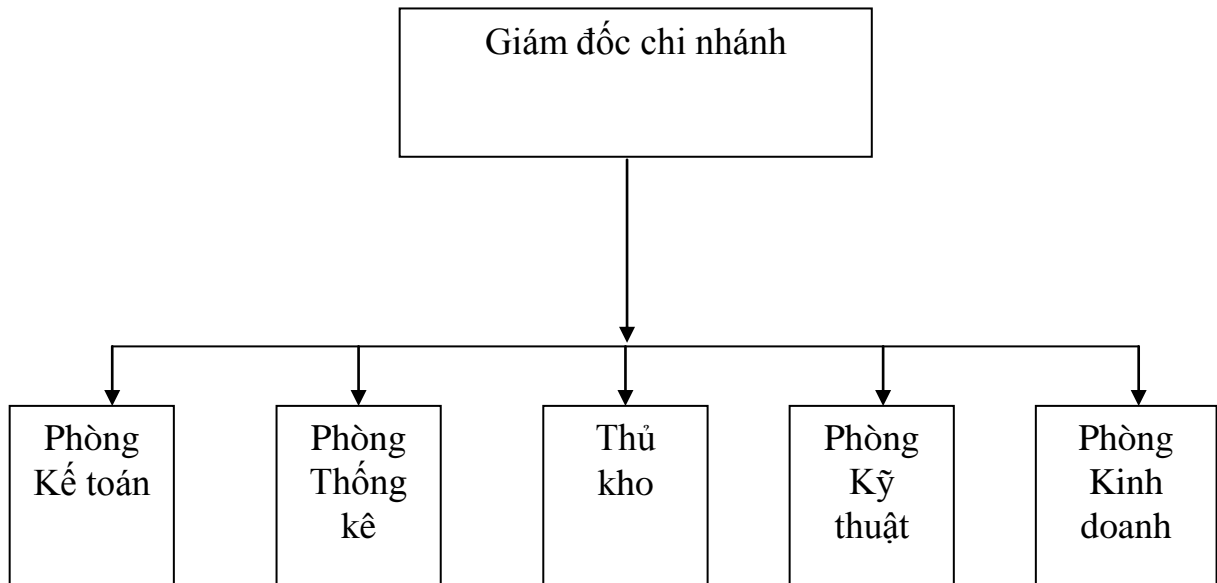 Giám đốc chi nhánh
Phòng
Kế toán
Phòng
Thống
kê
Thủ
kho
Phòng
Kỹ
thuật
Phòng
Kinh
doanh